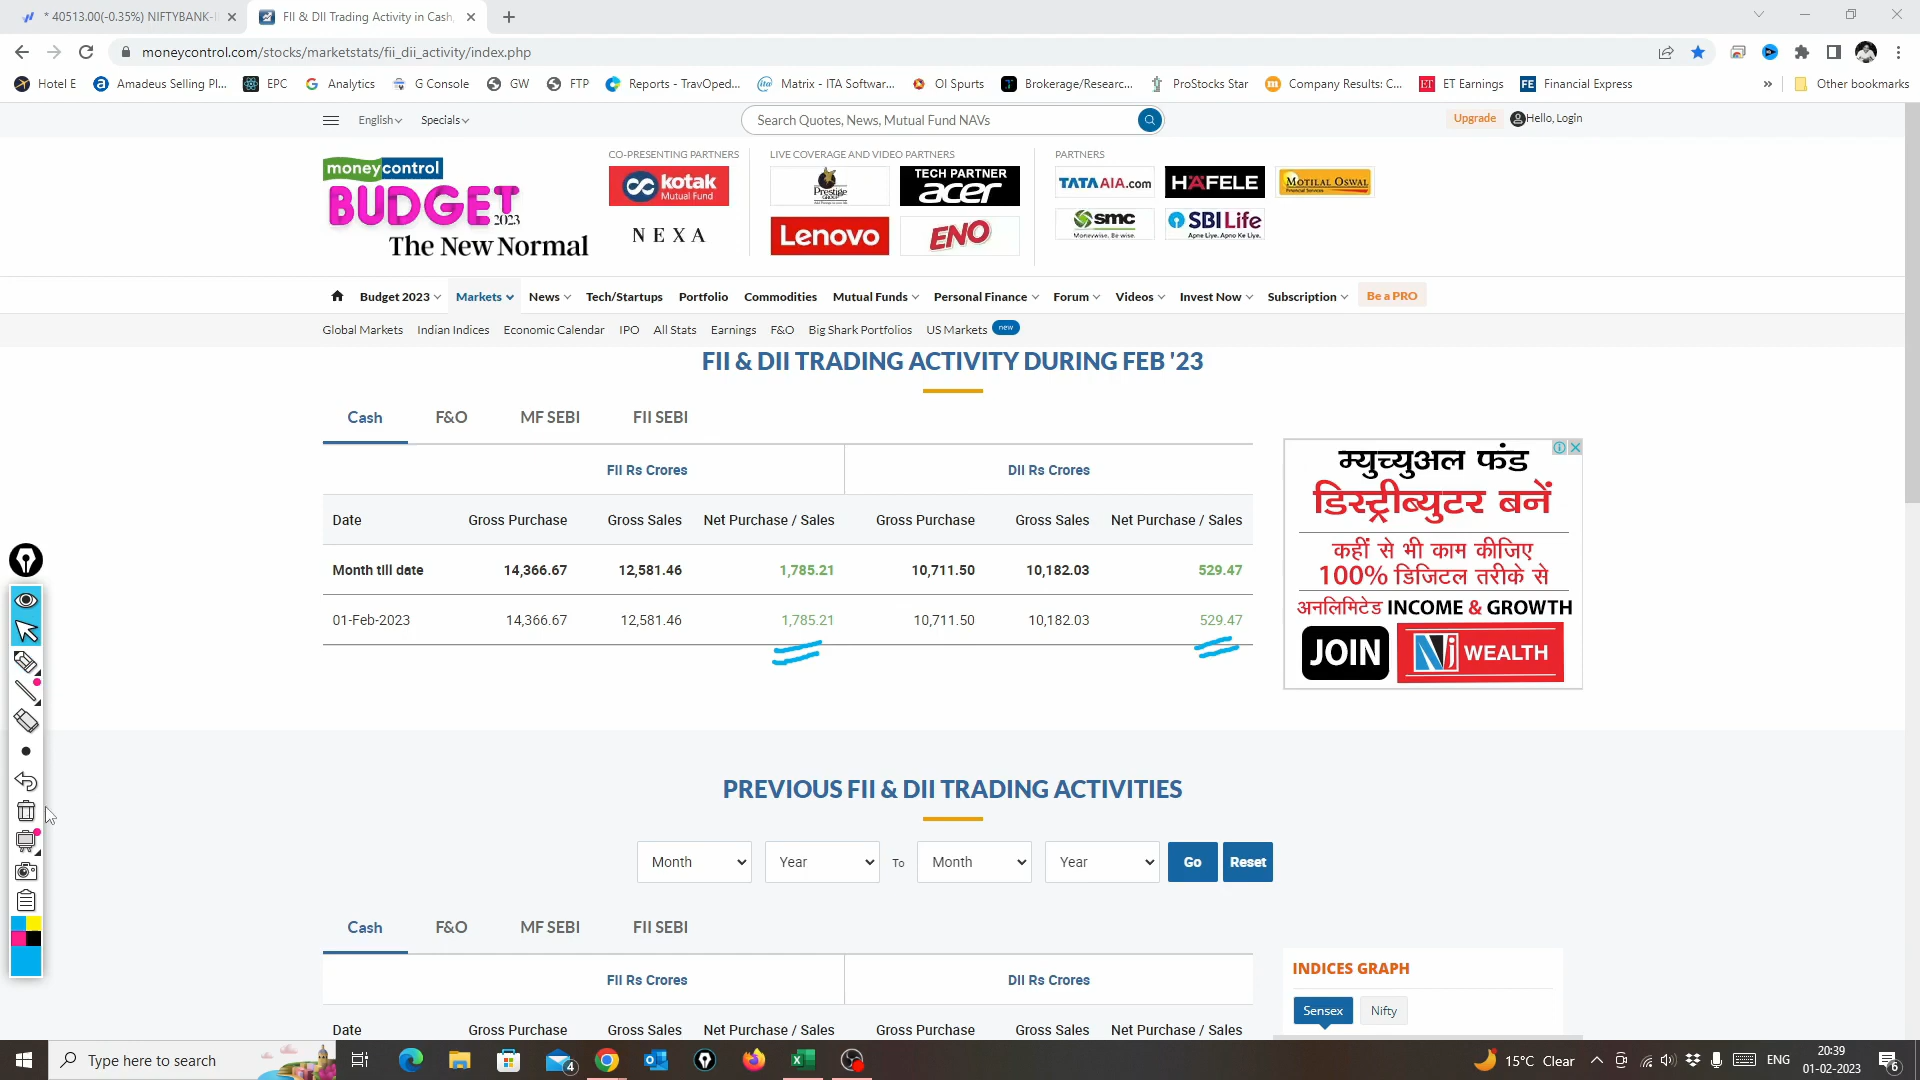 * 40513.00(-0.35%) NIFTYBANK-I
FII & DII Trading Activity in Cash,
moneycontrol.com/stocks/marketstats/fii_dii_activity/index.php
Hotel E
Amadeus Selling Pl...
EPC
Analytics
G Console
GW
FTP
Reports - TravOped...
Matrix - ITA Softwar...
OI Spurts
Brokerage/Researc...
ProStocks Star
Company Results: C...
ET Earnings
Financial Express
Other bookmarks
English
Specials
Search Quotes, News, Mutual Fund NAVs
Upgrade
Hello, Login
moneycontrol
BUDGET 2023
The New Normal
CO-PRESENTING PARTNERS
kotak
Mutual Fund
NEXA
LIVE COVERAGE AND VIDEO PARTNERS
Prestige
TECH PARTNER
acer
Lenovo
ENO
PARTNERS
TATA AIA.com
HÄFELE
MOTILAL OSWAL
smc
Moneywise. Be wise.
SBI Life
Apne Liye. Apno Ke Liye.
Budget 2023
Markets
News
Tech/Startups
Portfolio
Commodities
Mutual Funds
Personal Finance
Forum
Videos
Invest Now
Subscription
Be a PRO
Global Markets
Indian Indices
Economic Calendar
IPO
All Stats
Earnings
F&O
Big Shark Portfolios
US Markets
new
FII & DII TRADING ACTIVITY DURING FEB '23
Cash F&O MF SEBI FII SEBI
FII Rs Crores DII Rs Crores
Date Gross Purchase Gross Sales Net Purchase / Sales Gross Purchase Gross Sales Net Purchase / Sales
Month till date 14,366.67 12,581.46 1,785.21 10,711.50 10,182.03 529.47
01-Feb-2023 14,366.67 12,581.46 1,785.21 10,711.50 10,182.03 529.47
म्युच्युअल फंड
डिस्ट्रीब्युटर बनें
कहीं से भी काम कीजिए
100% डिजिटल तरीके से
अनलिमिटेड INCOME & GROWTH
JOIN
Nj WEALTH
PREVIOUS FII & DII TRADING ACTIVITIES
Month Year To Month Year Go Reset
Cash F&O MF SEBI FII SEBI
FII Rs Crores DII Rs Crores
Date Gross Purchase Gross Sales Net Purchase / Sales Gross Purchase Gross Sales Net Purchase / Sales
INDICES GRAPH
Sensex Nifty
Type here to search
4
15°C Clear
ENG
20:39
01-02-2023
6